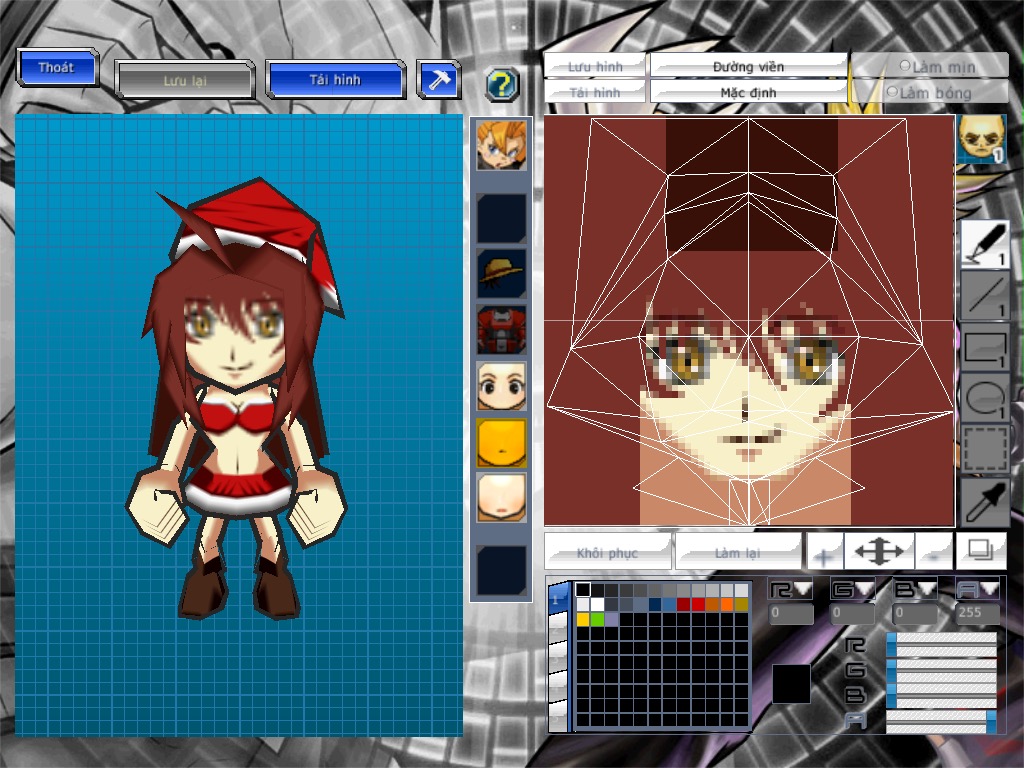 Thoát
Lưu lại
Tải hình
?
Lưu hình
Đường viền
Làm mịn
Tải hình
Mặc định
Làm bóng
1
1
1
1
1
Khôi phục
Làm lại
+
-
1
R
G
B
A
0
0
0
255
R
G
B
A